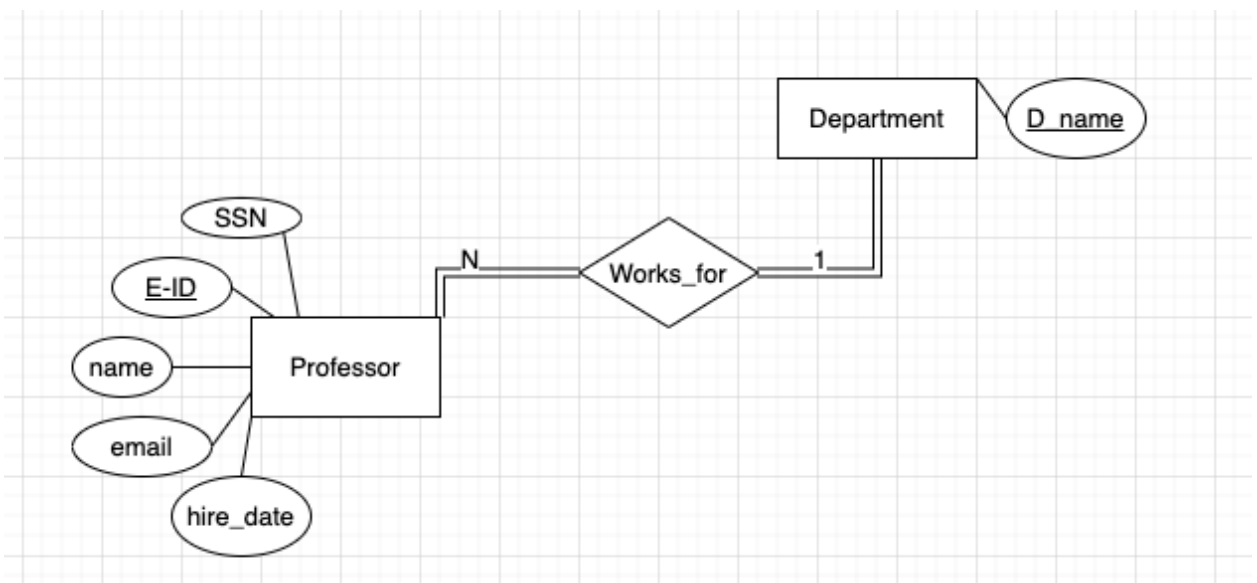 Department
D_name
SSN
N
1
Works_for
E-ID
name
Professor
email
hire_date